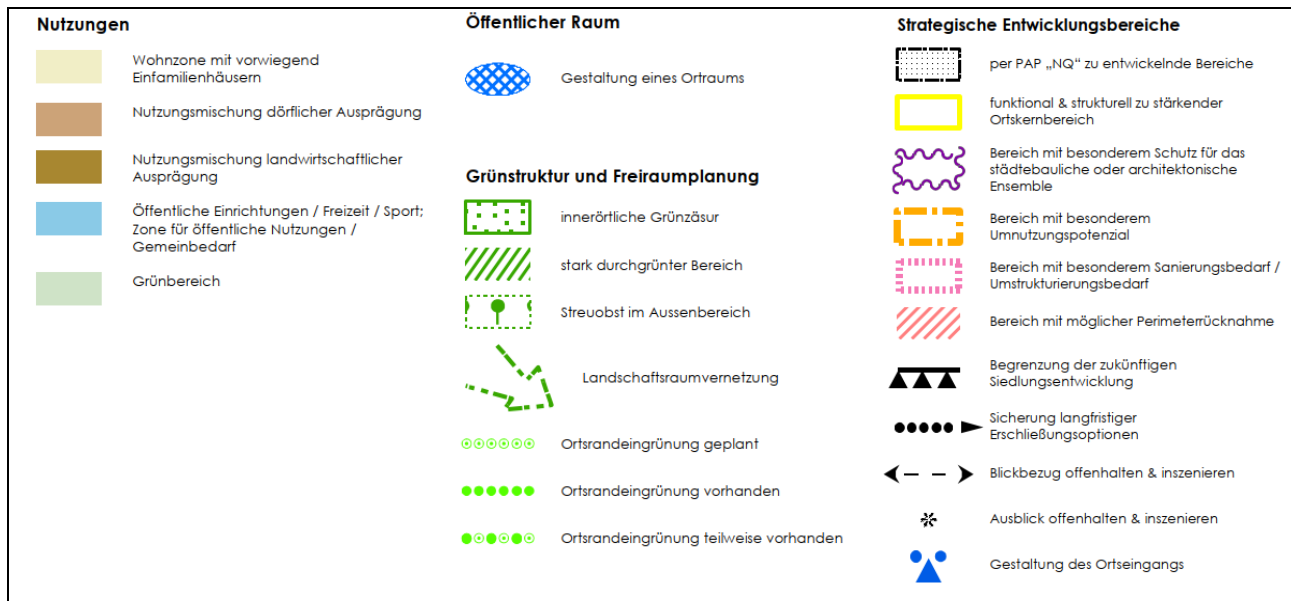 Nutzungen
Wohnzone mit vorwiegend
Einfamilienhäusern
Nutzungsmischung dörflicher Ausprägung
Nutzungsmischung landwirtschaftlicher
Ausprägung
Öffentliche Einrichtungen / Freizeit / Sport;
Zone für öffentliche Nutzungen /
Gemeinbedarf
Grünbereich
Öffentlicher Raum
Gestaltung eines Ortraums
Grünstruktur und Freiraumplanung
innerörtliche Grünzäsur
stark durchgrünter Bereich
Streuobst im Aussenbereich
Landschaftsraumvernetzung
Ortsrandeingrünung geplant
Ortsrandeingrünung vorhanden
Ortsrandeingrünung teilweise vorhanden
Strategische Entwicklungsbereiche
per PAP „NQ“ zu entwickelnde Bereiche
funktional & strukturell zu stärkender
Ortskernbereich
Bereich mit besonderem Schutz für das
städtebauliche oder architektonische
Ensemble
Bereich mit besonderem
Umnutzungspotenzial
Bereich mit besonderem Sanierungsbedarf /
Umstrukturierungsbedarf
Bereich mit möglicher Perimeterrücknahme
Begrenzung der zukünftigen
Siedlungsentwicklung
Sicherung langfristiger
Erschließungsoptionen
Blickbezug offenhalten & inszenieren
Ausblick offenhalten & inszenieren
Gestaltung des Ortseingangs